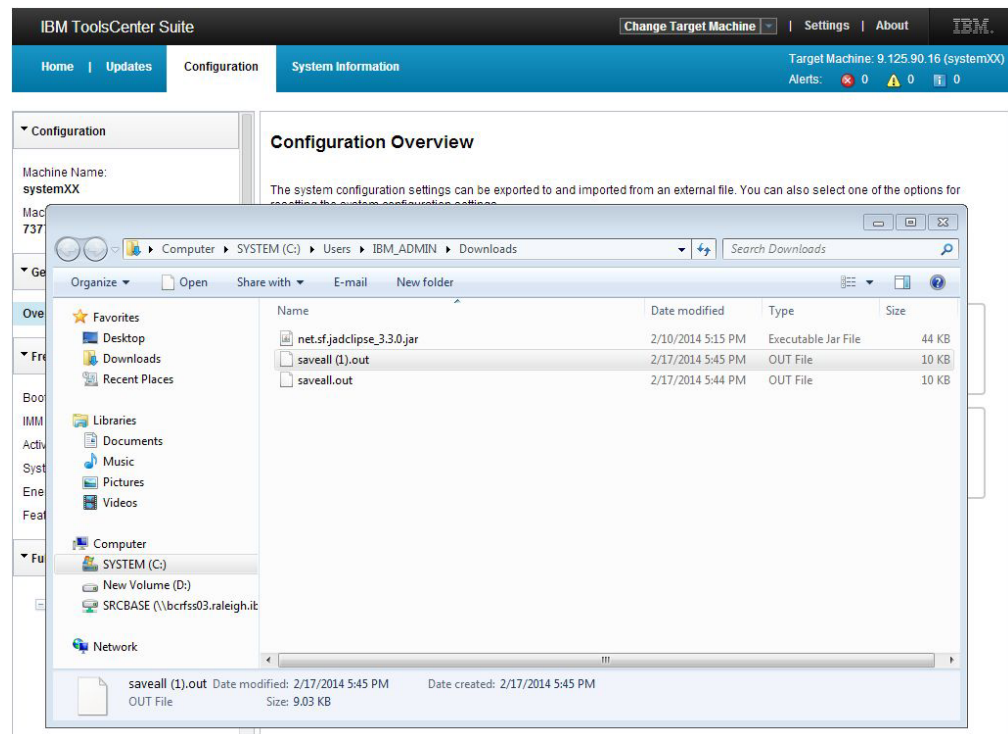 IBM ToolsCenter Suite
Change Target Machine | Settings | About IBM.
Home | Updates Configuration System Information
Target Machine: 9.125.90.16 (systemXX)
Alerts: 0 0 0
Configuration
Machine Name:
systemXX
Mac
737
Ge
Ove
Fre
Boo
IMM
Activ
Syst
Ene
Feat
Fu
Configuration Overview
The system configuration settings can be exported to and imported from an external file. You can also select one of the options for
resetting the system configuration settings.
Computer SYSTEM (C:) Users IBM_ADMIN Downloads
Search Downloads
Organize Open Share with E-mail New folder
Favorites
Desktop
Downloads
Recent Places
Libraries
Documents
Music
Pictures
Videos
Computer
SYSTEM (C:)
New Volume (D:)
SRCBASE (\\bcrfss03.raleigh.ib
Network
Name Date modified Type Size
net.sf.jadclipse_3.3.0.jar 2/10/2014 5:15 PM Executable Jar File 44 KB
saveall (1).out 2/17/2014 5:45 PM OUT File 10 KB
saveall.out 2/17/2014 5:44 PM OUT File 10 KB
saveall (1).out Date modified: 2/17/2014 5:45 PM Date created: 2/17/2014 5:45 PM
OUT File Size: 9.03 KB